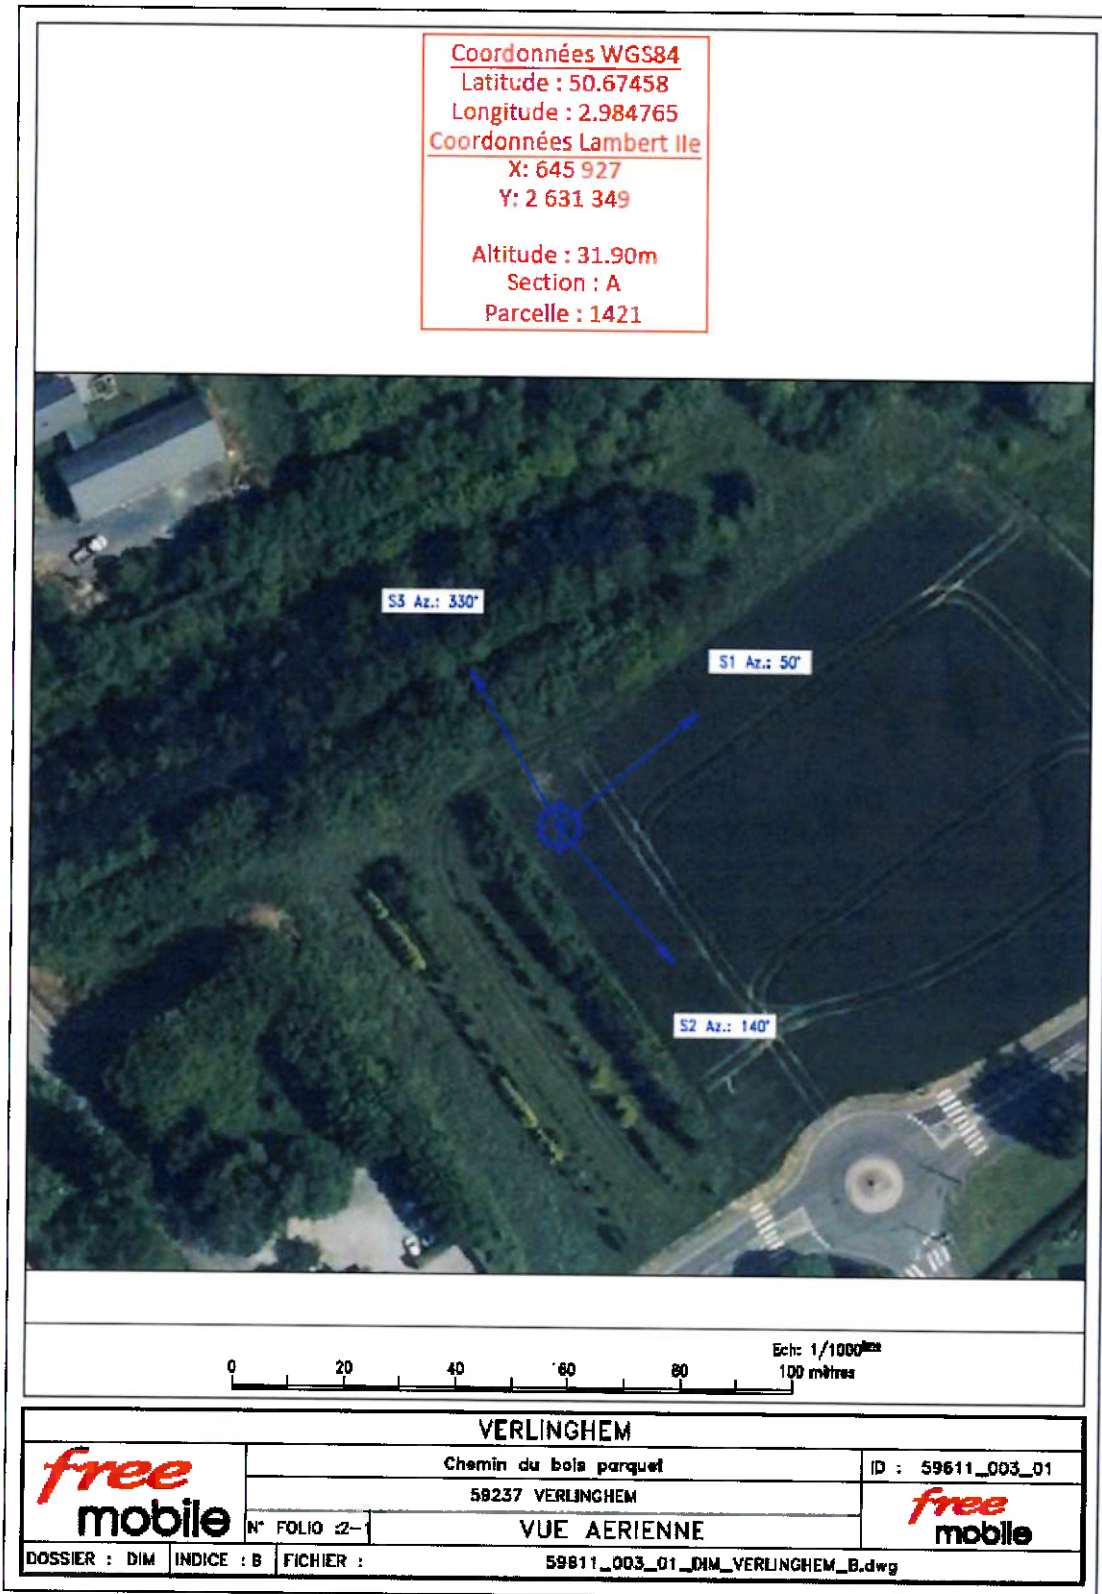 Coordonnées WGS84
Latitude : 50.67458
Longitude : 2.984765
Coordonnées Lambert IIe
X: 645 927
Y: 2 631 349
Altitude : 31.90m
Section : A
Parcelle : 1421
S3 Az.: 330°
S1 Az.: 50°
S2 Az.: 140°
Ech: 1/1000ème
0 20 40 60 80 100 mètres
VERLINGHEM
free mobile
Chemin du bois parquet
ID : 59611_003_01
59237 VERLINGHEM
free mobile
N° FOLIO :2-1
VUE AERIENNE
DOSSIER : DIM
INDICE : B
FICHIER :
59611_003_01_DIM_VERLINGHEM_B.dwg